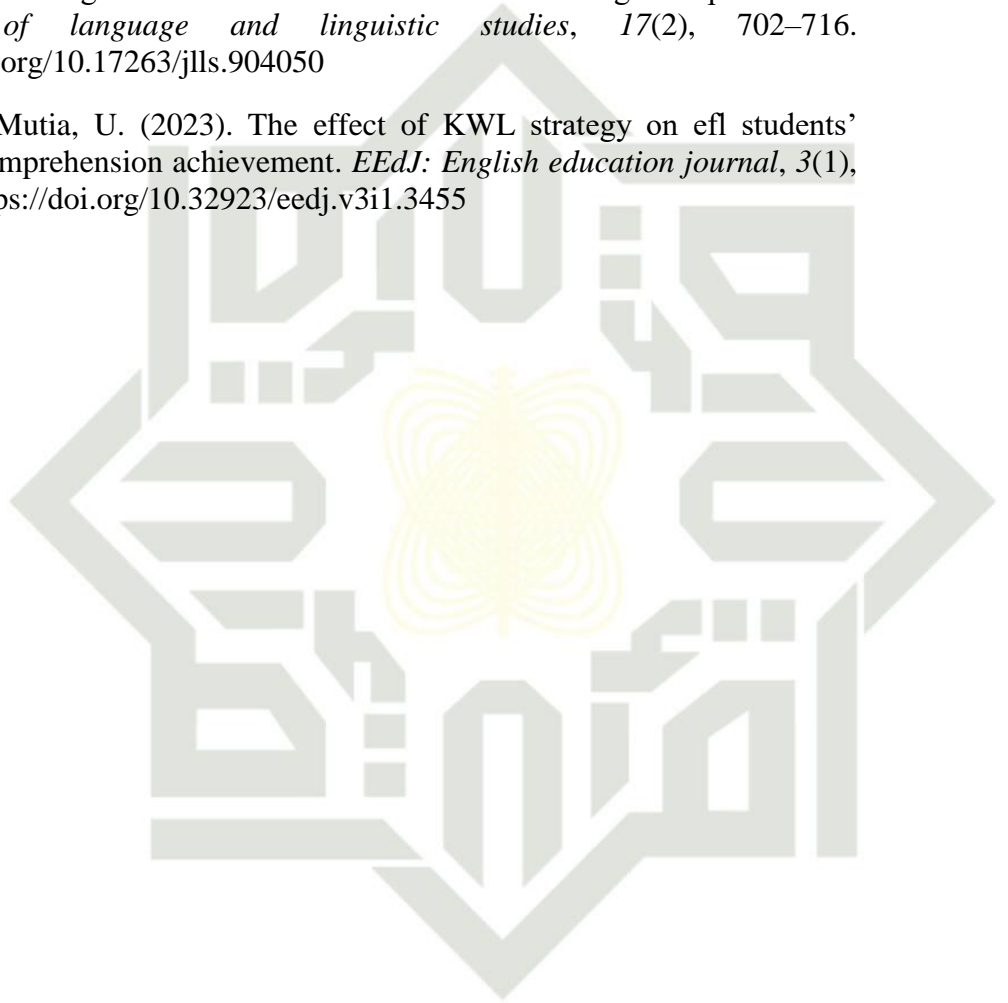 of language and linguistic studies, 17(2), 702–716.
org/10.17263/jlls.904050
Mutia, U. (2023). The effect of KWL strategy on efl students’
mprehension achievement. EEdJ: English education journal, 3(1),
ps://doi.org/10.32923/eedj.v3i1.3455